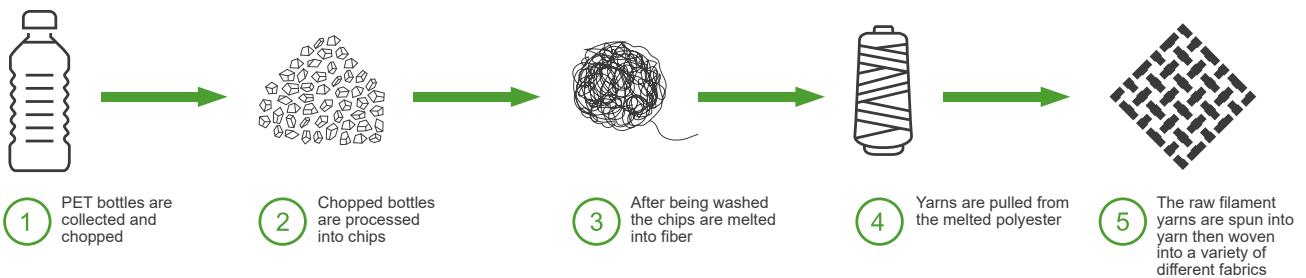 1
PET bottles are
collected and
chopped
2
Chopped bottles
are processed
into chips
3
After being washed
the chips are melted
into fiber
4
Yarns are pulled from
the melted polyester
5
The raw filament
yarns are spun into
yarn then woven
into a variety of
different fabrics